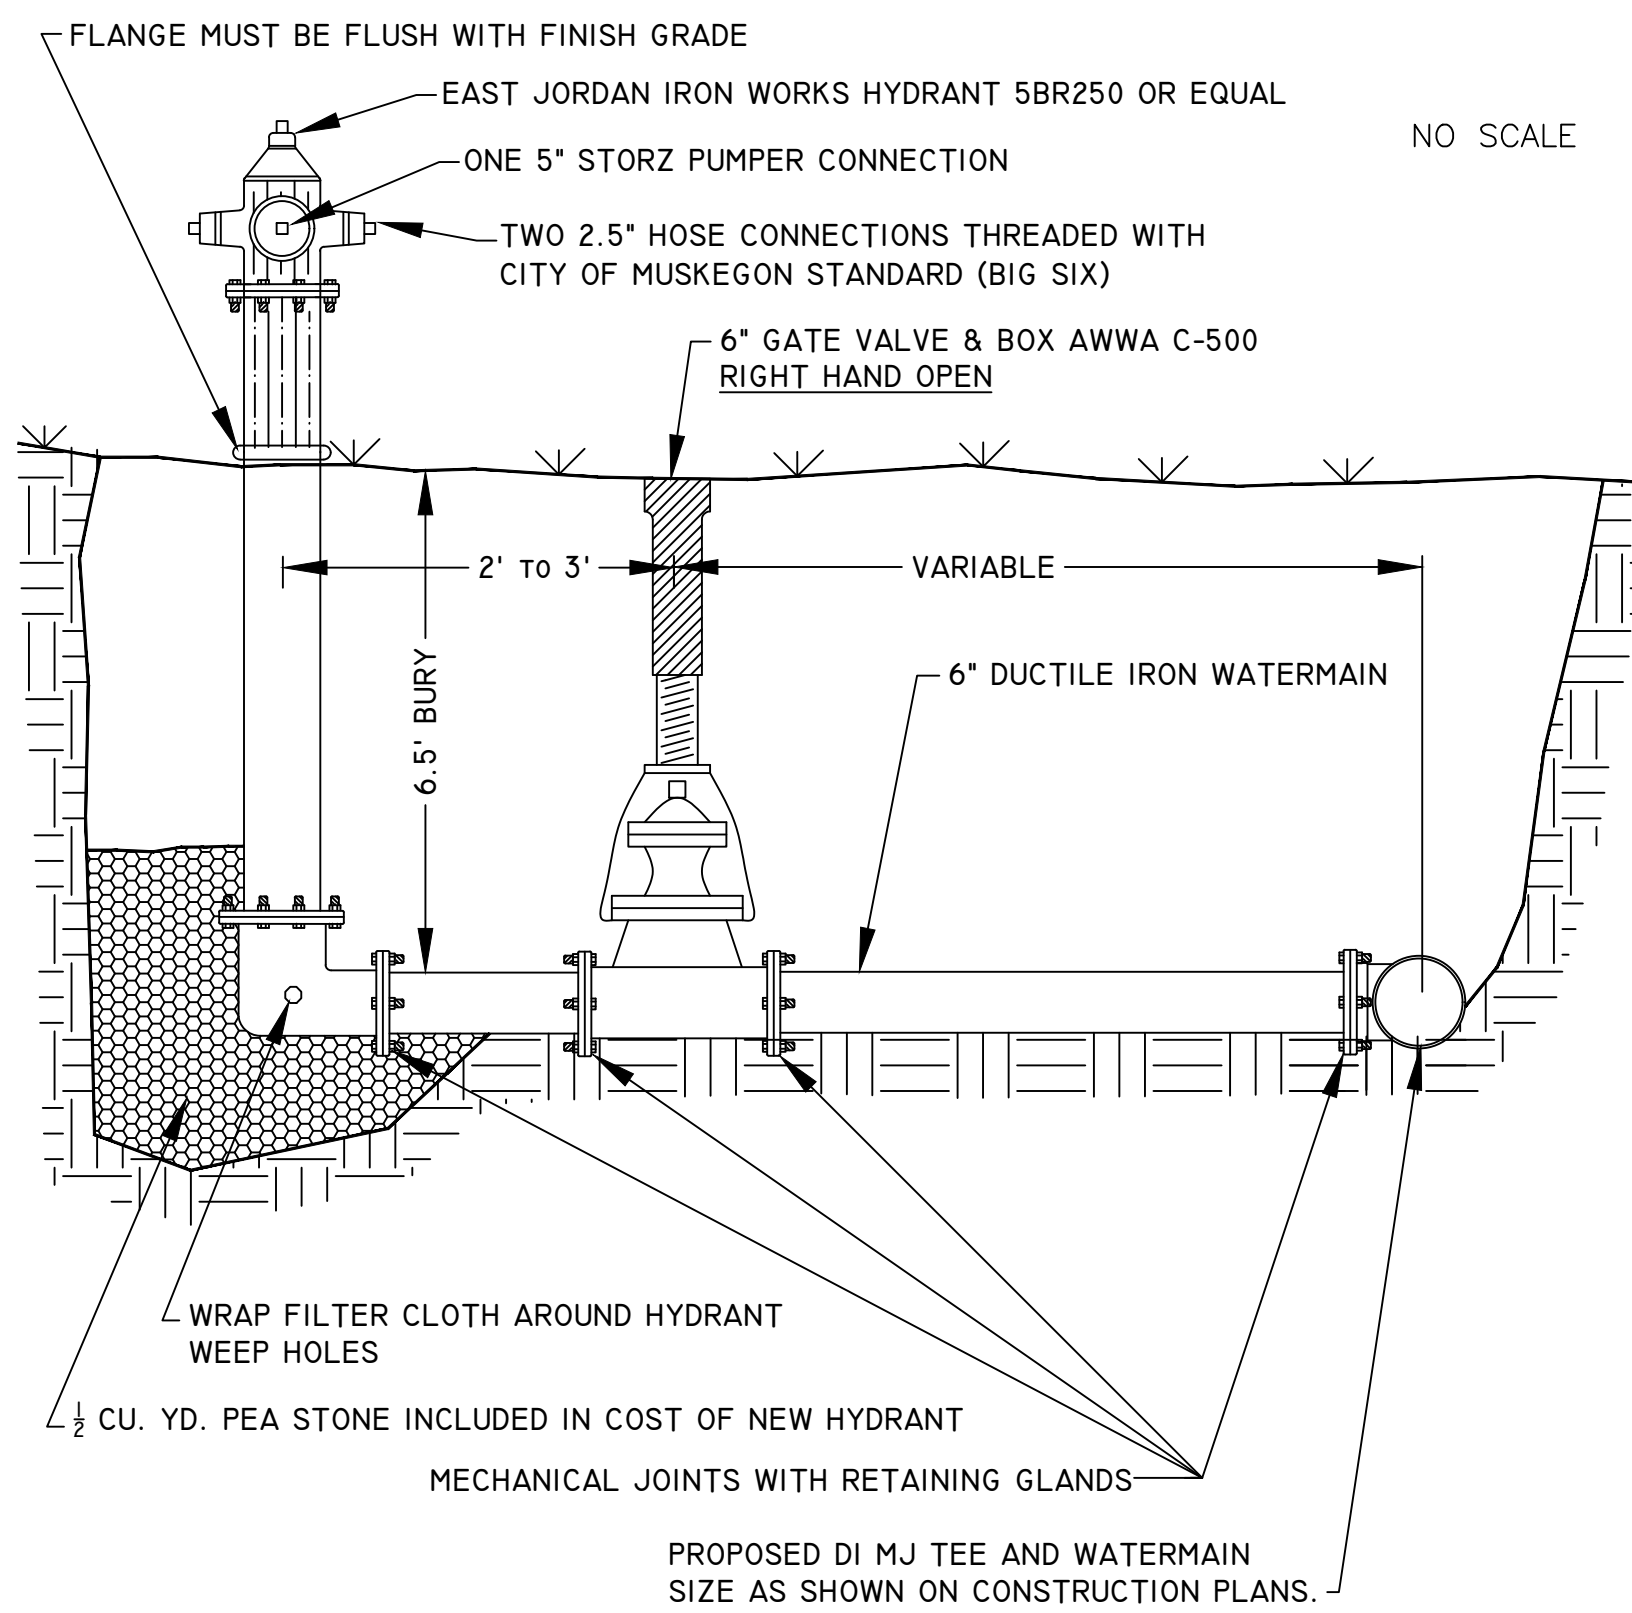 FLANGE MUST BE FLUSH WITH FINISH GRADE
EAST JORDAN IRON WORKS HYDRANT 5BR250 OR EQUAL
NO SCALE
ONE 5" STORZ PUMPER CONNECTION
TWO 2.5" HOSE CONNECTIONS THREADED WITH
CITY OF MUSKEGON STANDARD (BIG SIX)
6" GATE VALVE & BOX AWWA C-500
RIGHT HAND OPEN
2' TO 3'
VARIABLE
6.5' BURY
6" DUCTILE IRON WATERMAIN
WRAP FILTER CLOTH AROUND HYDRANT
WEEP HOLES
½ CU. YD. PEA STONE INCLUDED IN COST OF NEW HYDRANT
MECHANICAL JOINTS WITH RETAINING GLANDS
PROPOSED DI MJ TEE AND WATERMAIN
SIZE AS SHOWN ON CONSTRUCTION PLANS.